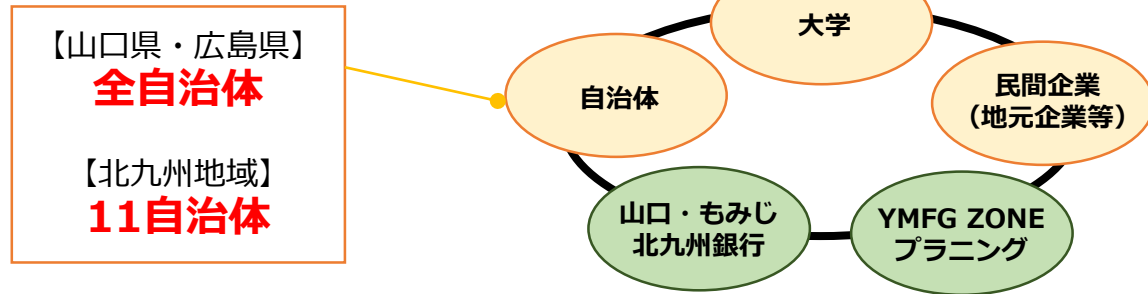 【山口県・広島県】
全自治体
【北九州地域】
11自治体
大学
自治体
民間企業
（地元企業等）
山口・もみじ
北九州銀行
YMFG ZONE
プラニング